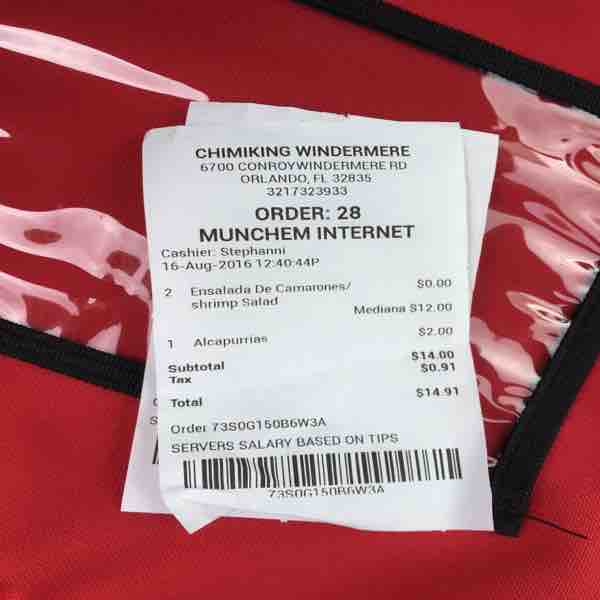 CHIMIKING WINDERMERE
6700 CONROYWINDERMERE RD
ORLANDO, FL 32835
3217323933
ORDER: 28
MUNCHEM INTERNET
Cashier: Stephanni
16-Aug-2016 12:40:44P
2 Ensalada De Camarones/ $0.00
shrimp Salad
Mediana $12.00
1 Alcapurrias $2.00
Subtotal $14.00
Tax $0.91
Total $14.91
Order 73S0G150B6W3A
SERVERS SALARY BASED ON TIPS
73S0G150B6W3A